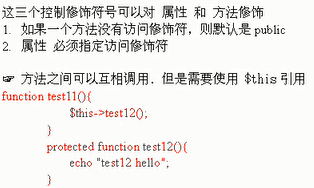 这三个控制修饰符号可以对 属性 和 方法修饰
1. 如果一个方法没有访问修饰符，则默认是 public
2. 属性 必须指定访问修饰符
☞ 方法之间可以互相调用. 但是需要使用 $this 引用
function test11(){
$this->test12();
}
protected function test12(){
echo "test12 hello";
}